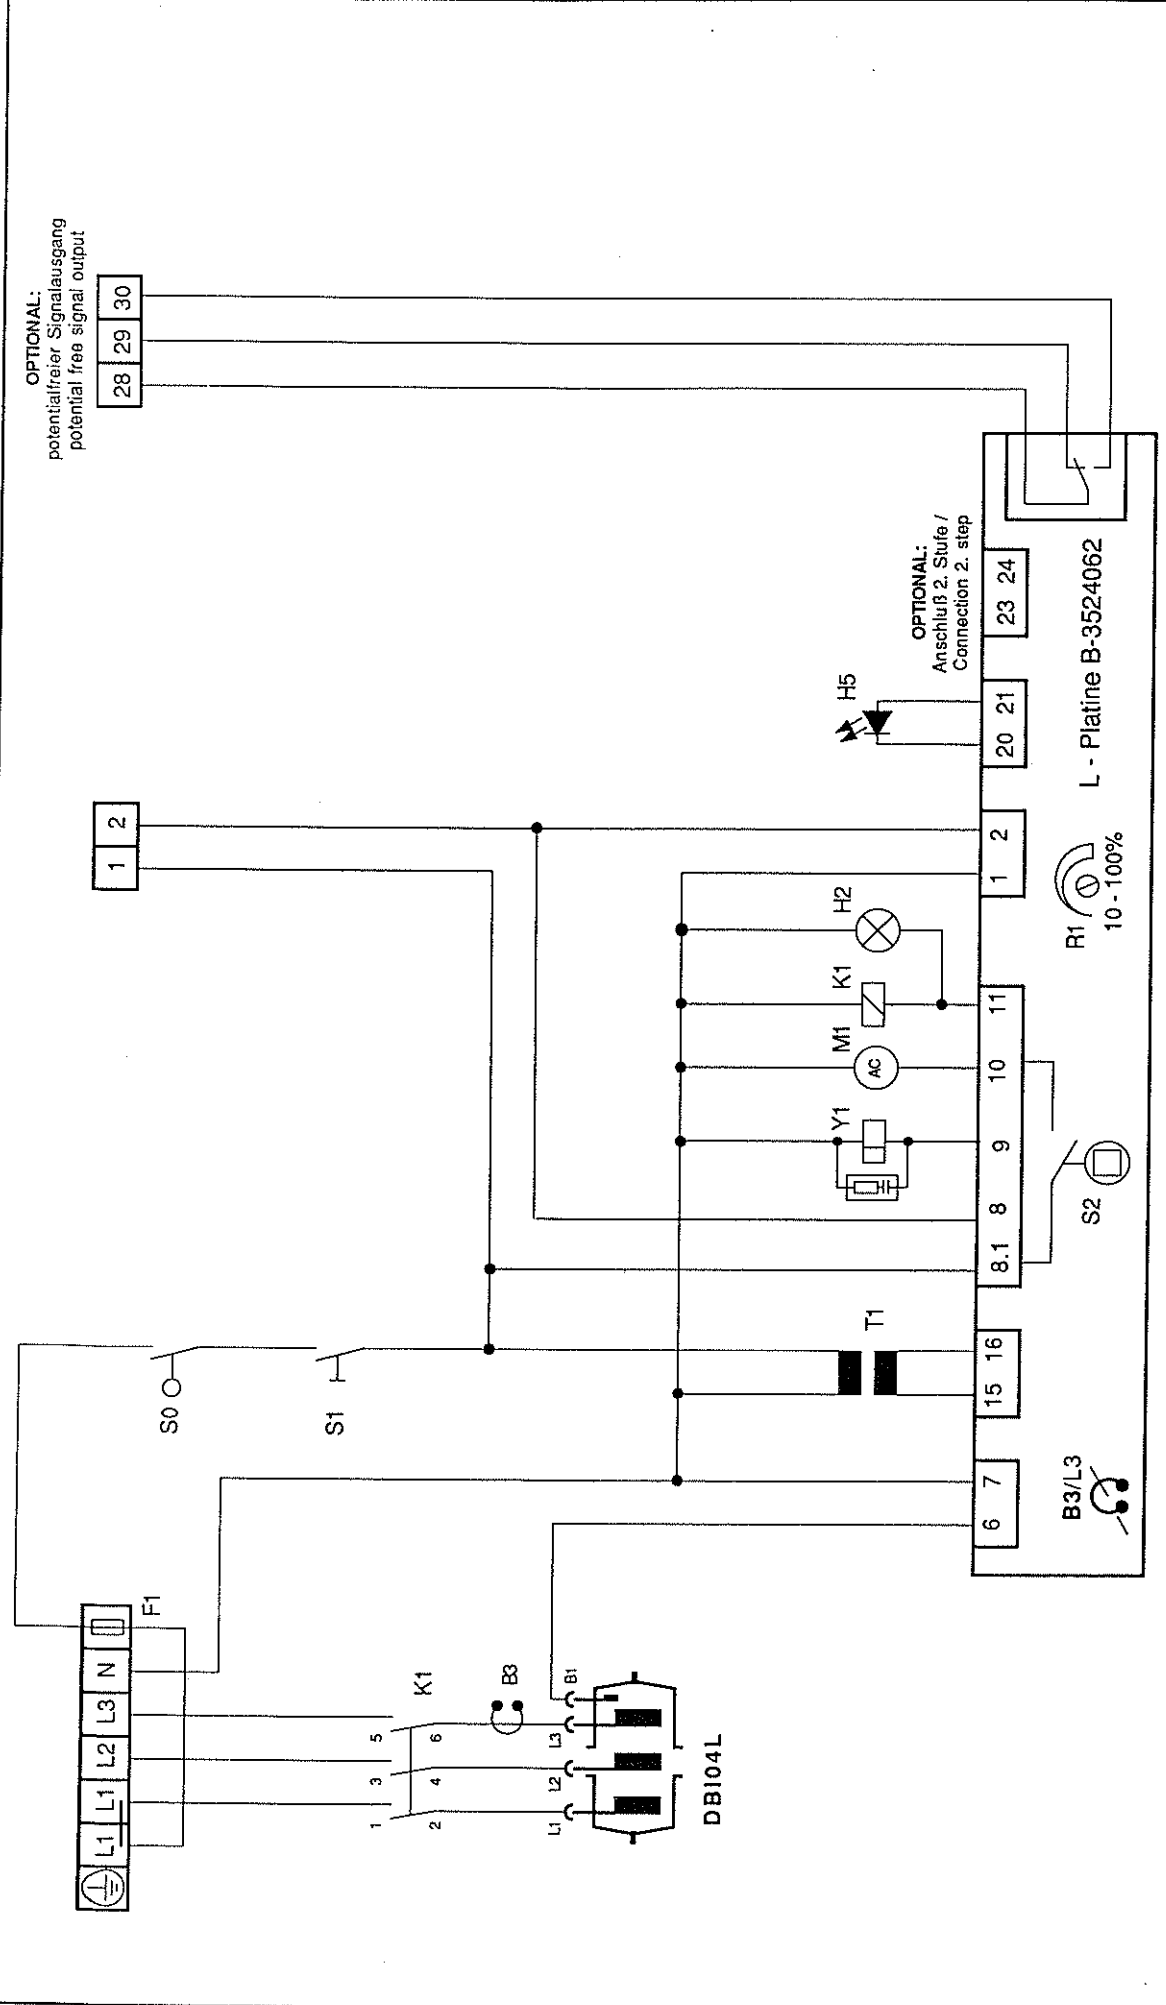 OPTIONAL:
potentialfreier Signalausgang
potential free signal output
28 29 30
1 2
S0
S1
L1 L1 L2 L3 N
F1
1 3 5
K1
2 4 6
B3
L1 L2 L3 B1
DB104L
T1
Y1 M1 K1 H2
AC
H5
OPTIONAL:
Anschluß 2. Stufe /
Connection 2. step
6 7
15 16
8.1 8 9 10 11
1 2
20 21
23 24
B3/L3
S2
R1
10 - 100%
L - Platine B-3524062